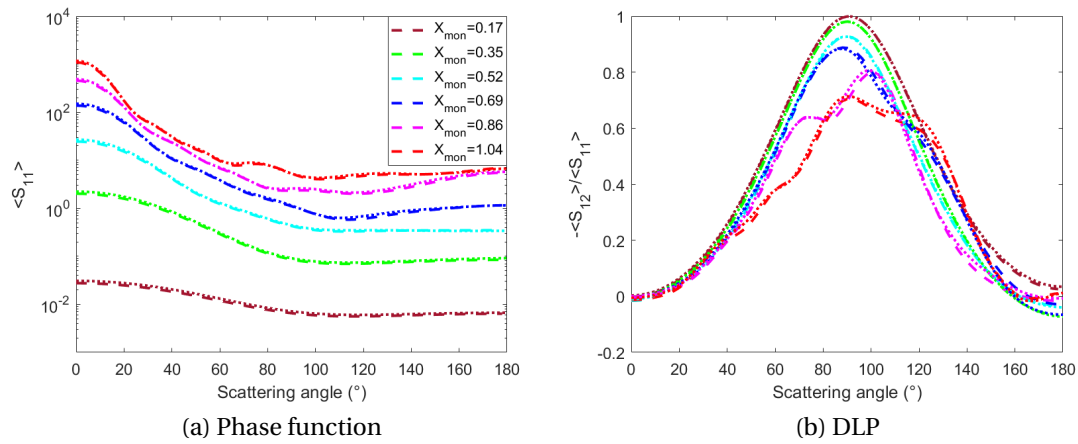 10^4
10^2
10^0
10^-2
<S_11>
0 20 40 60 80 100 120 140 160 180
Scattering angle (°)
X_mon=0.17
X_mon=0.35
X_mon=0.52
X_mon=0.69
X_mon=0.86
X_mon=1.04
(a) Phase function
1
0.8
0.6
0.4
0.2
0
-0.2
-<S_12>/<S_11>
0 20 40 60 80 100 120 140 160 180
Scattering angle (°)
(b) DLP